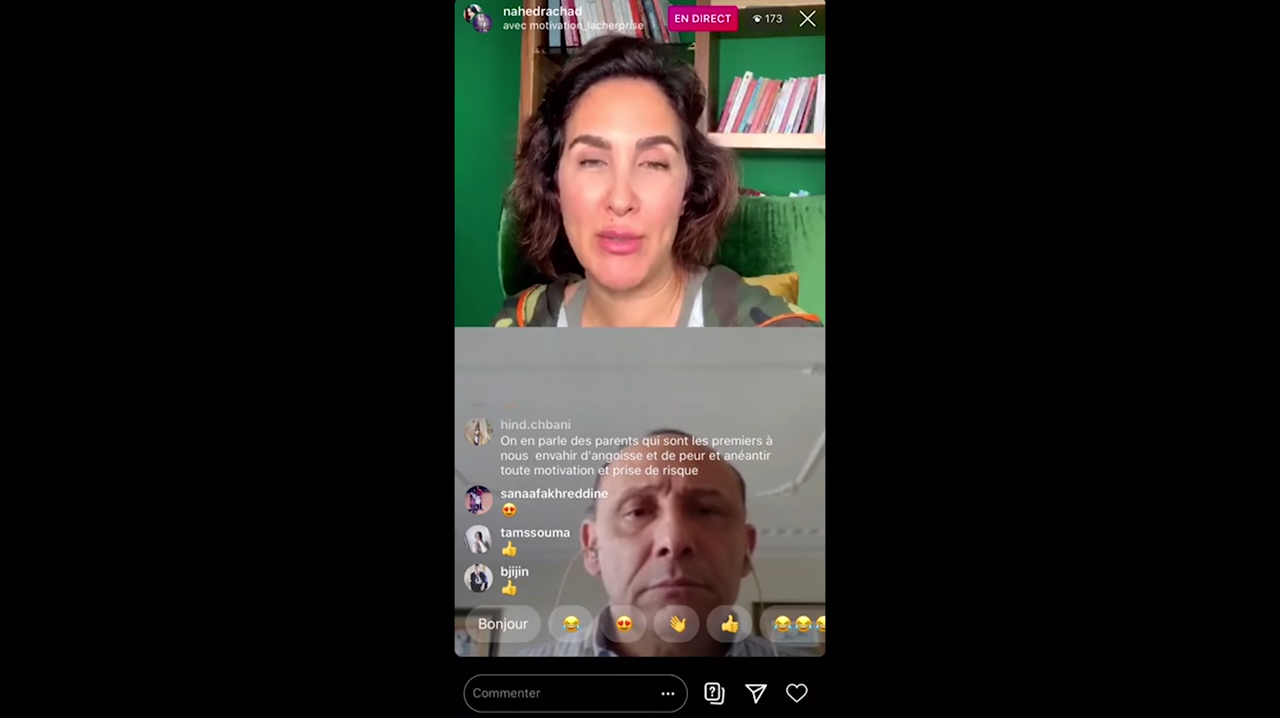 nahedrachad
avec motivation_lacherprise
EN DIRECT
173
hind.chbani
On en parle des parents qui sont les premiers à
nous envahir d'angoisse et de peur et anéantir
toute motivation et prise de risque
sanaafakhreddine
😍
tamssouma
👍
bjijin
👍
Bonjour 😂 😍 👋 👍 😂😂😂
Commenter